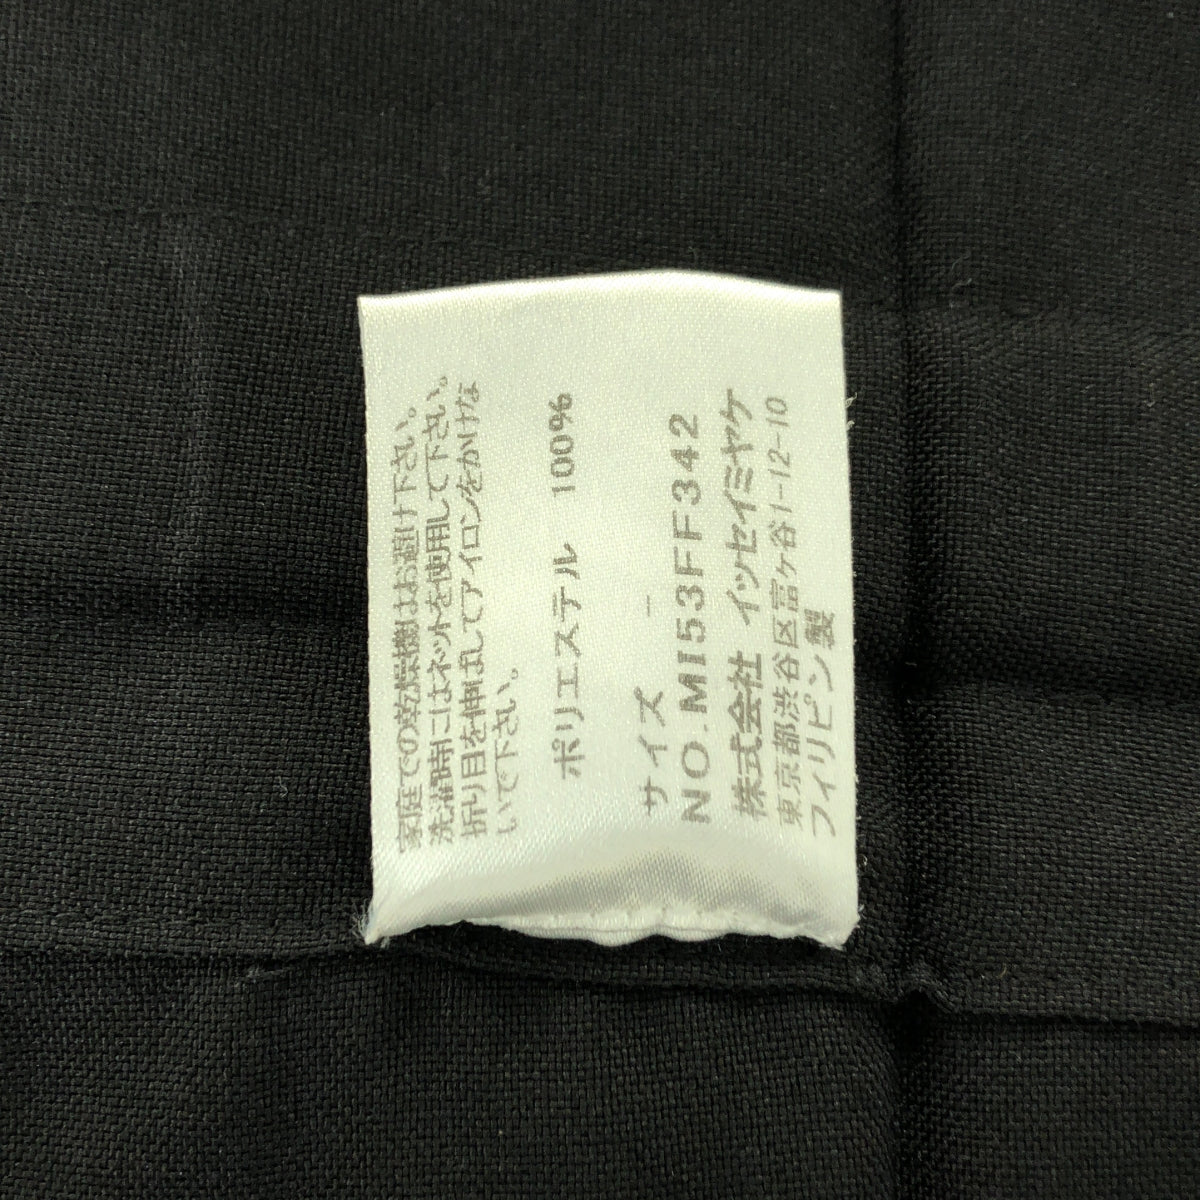 家庭での乾燥機はお避け下さい。
洗濯時にはネットを使用して下さい。
折り目を伸ばしてアイロンをかけな
いで下さい。
ポリエステル 100%
サイズ –
NO.MI53FF342
株式会社 イッセイミヤケ
東京都渋谷区富ヶ谷1-12-10
フィリピン製